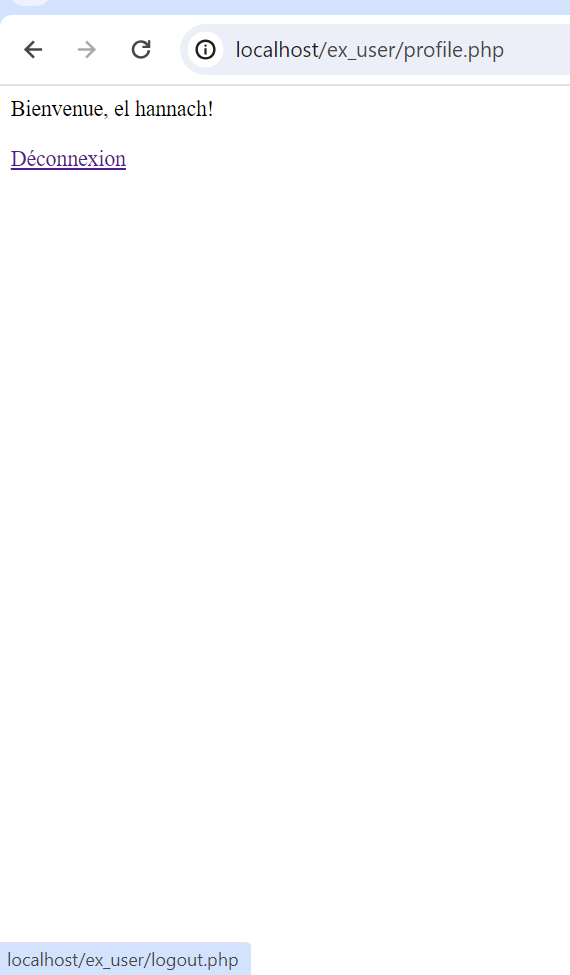 localhost/ex_user/profile.php
Bienvenue, el hannach!
Déconnexion
localhost/ex_user/logout.php